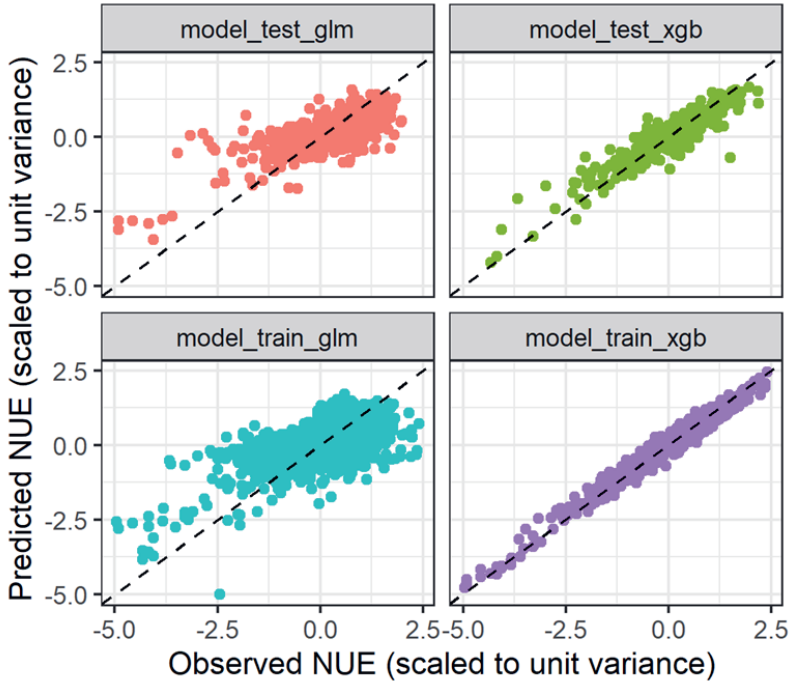 model_test_glm model_test_xgb
2.5
0.0
-2.5
-5.0
model_train_glm model_train_xgb
2.5
0.0
-2.5
-5.0
-5.0 -2.5 0.0 2.5 -5.0 -2.5 0.0 2.5
Observed NUE (scaled to unit variance)
Predicted NUE (scaled to unit variance)